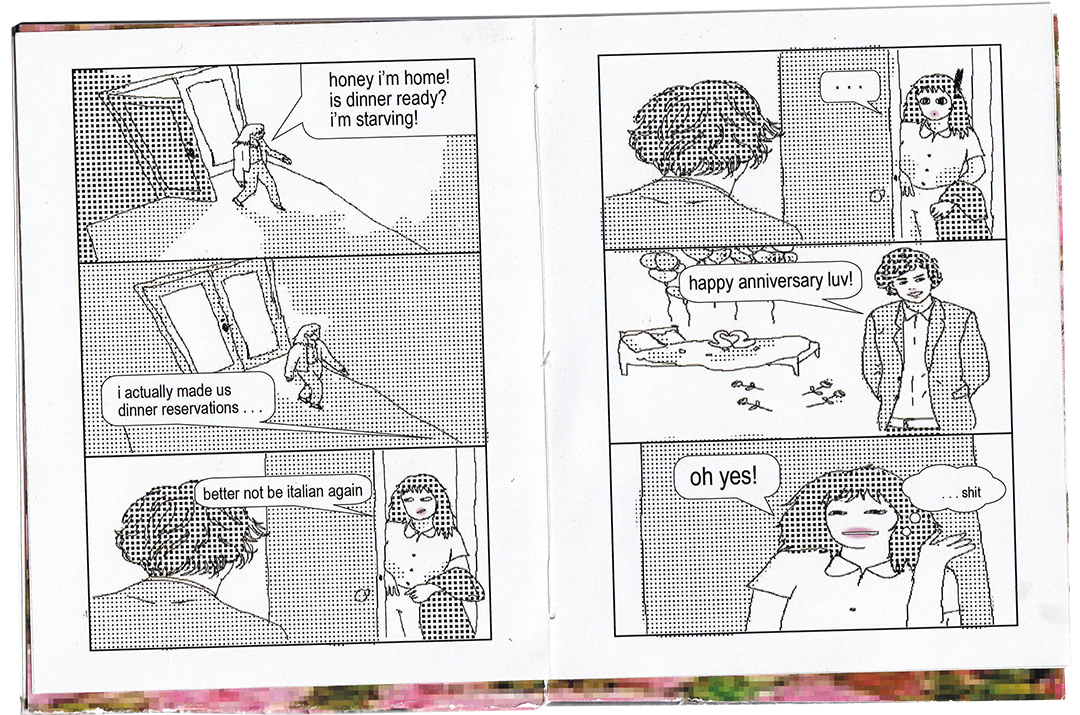 honey i'm home!
is dinner ready?
i'm starving!
i actually made us
dinner reservations . . .
better not be italian again
. . . .
happy anniversary luv!
oh yes!
. . . shit